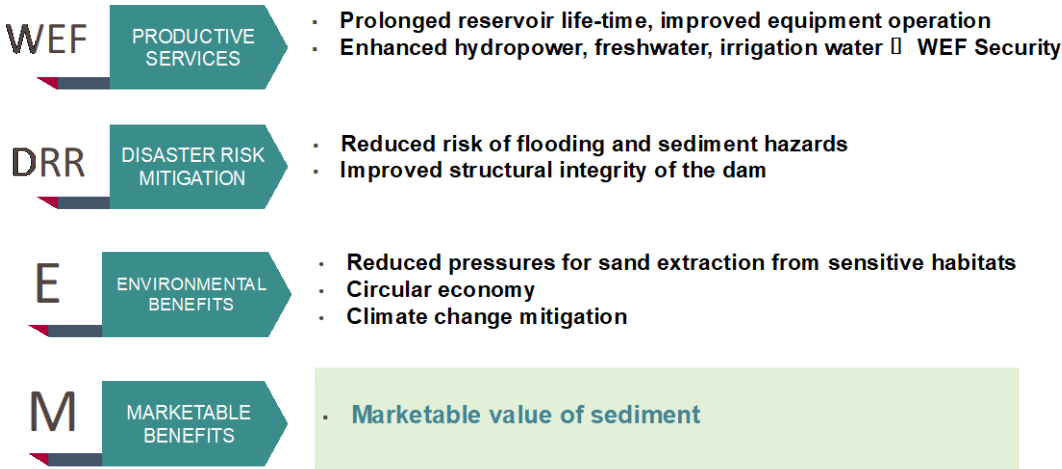 WEF
PRODUCTIVE
SERVICES
· Prolonged reservoir life-time, improved equipment operation
· Enhanced hydropower, freshwater, irrigation water ▯ WEF Security
DRR
DISASTER RISK
MITIGATION
· Reduced risk of flooding and sediment hazards
· Improved structural integrity of the dam
E
ENVIRONMENTAL
BENEFITS
· Reduced pressures for sand extraction from sensitive habitats
· Circular economy
· Climate change mitigation
M
MARKETABLE
BENEFITS
· Marketable value of sediment